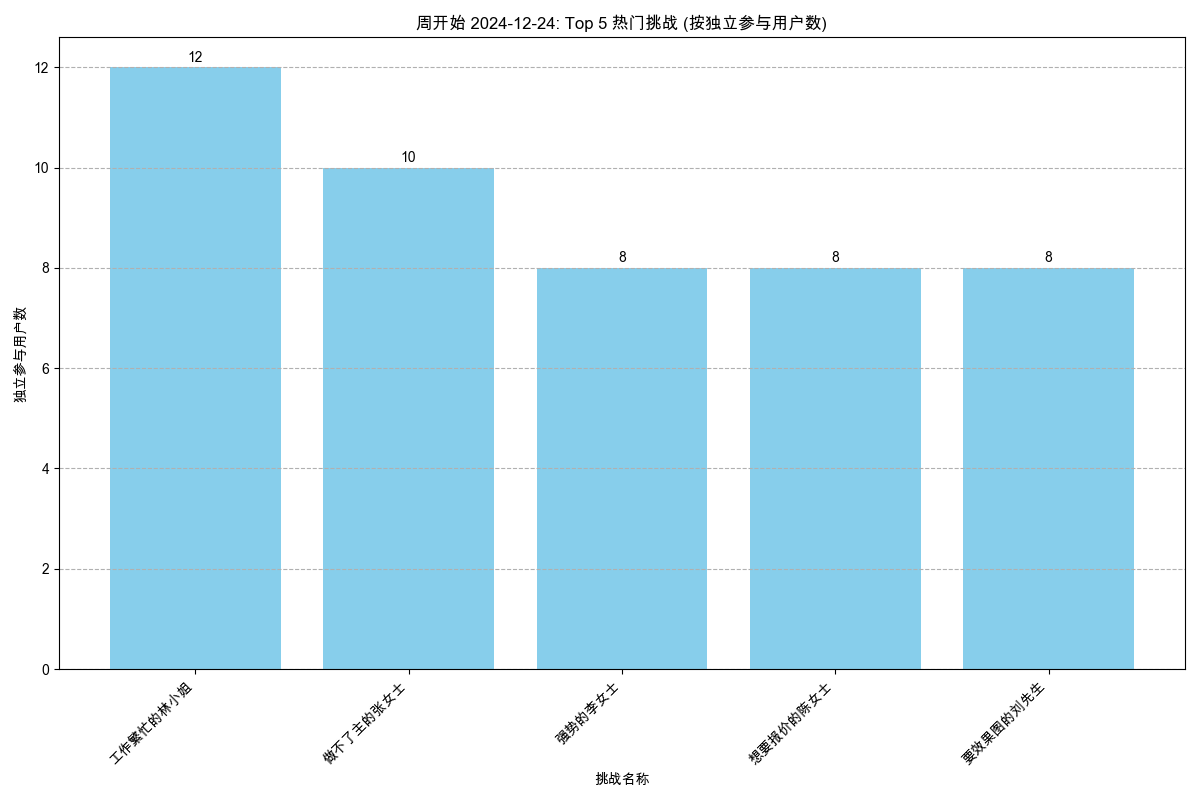 周开始 2024-12-24: Top 5 热门挑战 (按独立参与用户数)
12
10
8
8
8
12
10
8
6
4
2
0
独立参与用户数
工作繁忙的林小姐
做不了主的张女士
强势的李女士
想要报价的陈女士
要效果图的刘先生
挑战名称